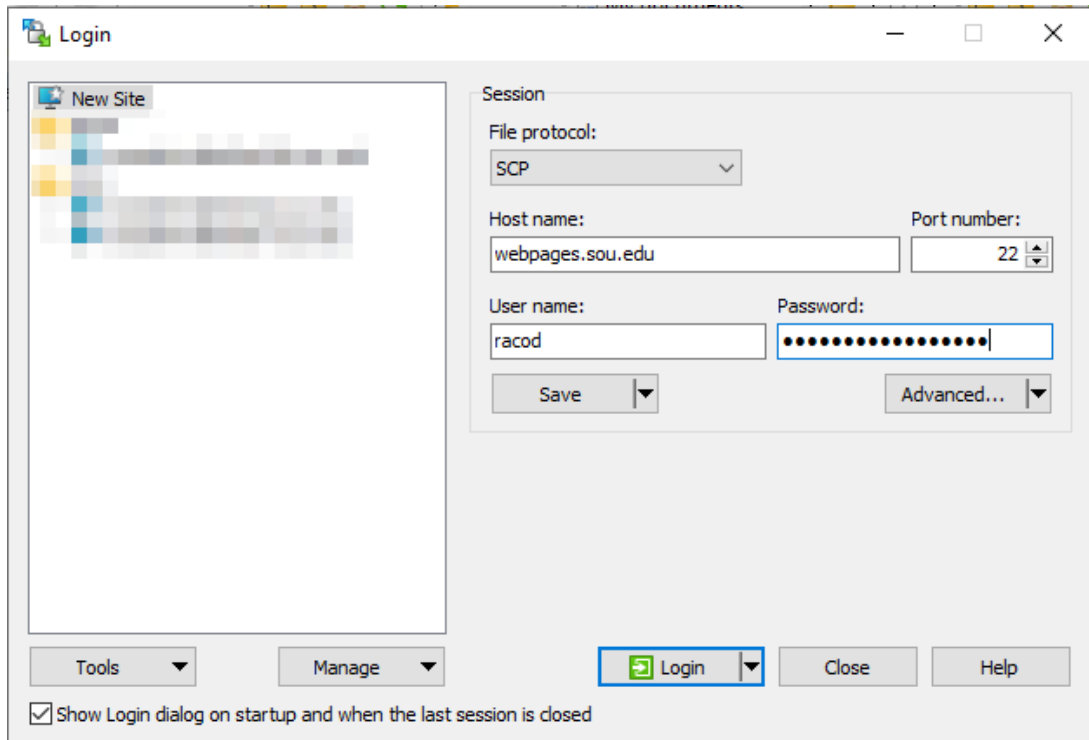 Login
New Site
Session
File protocol:
SCP
Host name:
Port number:
webpages.sou.edu
22
User name:
Password:
racod
•••••••••••••••••
Save
Advanced...
Tools
Manage
Login
Close
Help
Show Login dialog on startup and when the last session is closed